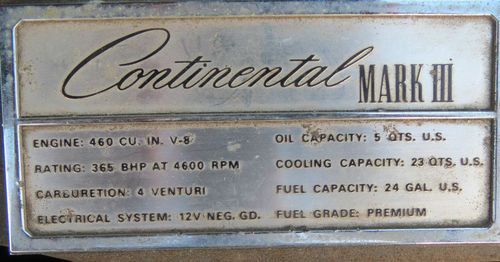 Continental MARK III
ENGINE: 460 CU. IN. V-8
RATING: 365 BHP AT 4600 RPM
CARBURETION: 4 VENTURI
ELECTRICAL SYSTEM: 12V NEG. GD.
OIL CAPACITY: 5 QTS. U.S.
COOLING CAPACITY: 23 QTS. U.S.
FUEL CAPACITY: 24 GAL. U.S.
FUEL GRADE: PREMIUM